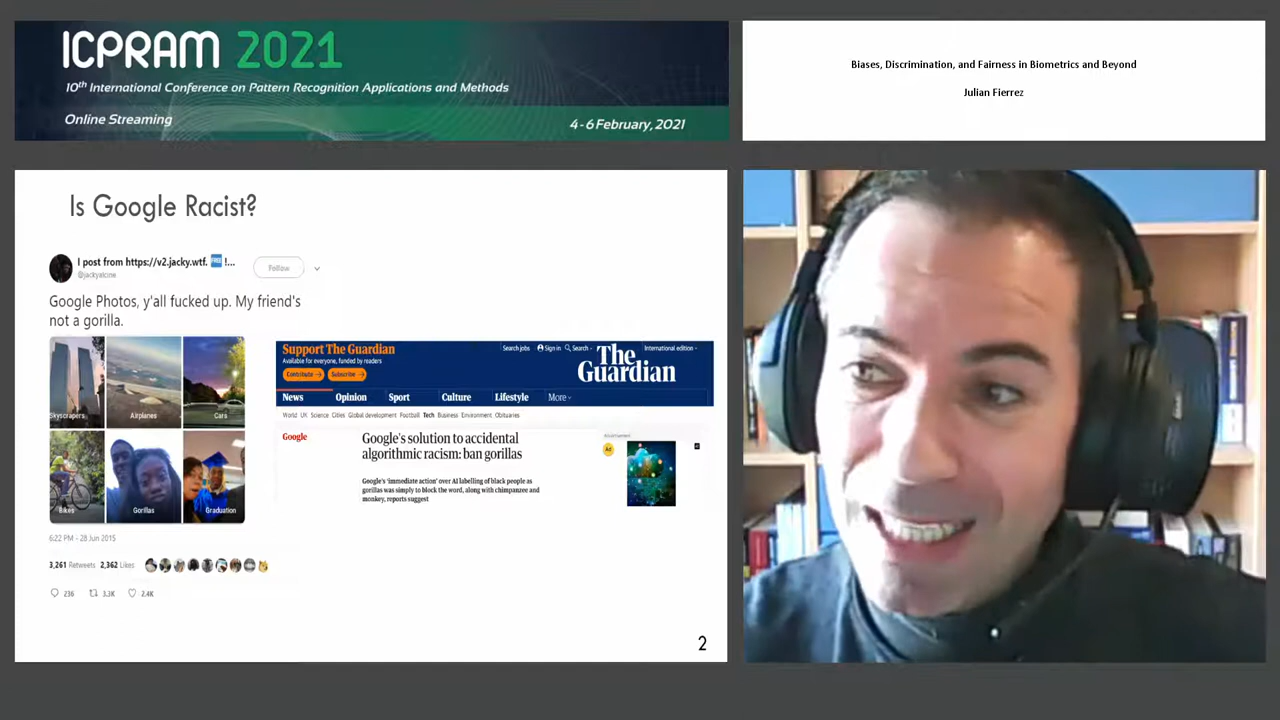 ICPRAM 2021
10th International Conference on Pattern Recognition Applications and Methods
Online Streaming
4 - 6 February, 2021
Biases, Discrimination, and Fairness in Biometrics and Beyond
Julian Fierrez
Is Google Racist?
I post from https://v2.jacky.wtf. FREE !...
@jackyalcine
Follow
Google Photos, y'all fucked up. My friend's
not a gorilla.
Skyscrapers
Airplanes
Cars
Bikes
Gorillas
Graduation
6:22 PM - 28 Jun 2015
3,261 Retweets 2,362 Likes
236 3.3K 2.4K
Support The Guardian
Available for everyone, funded by readers
Contribute → Subscribe →
Search jobs Sign in Search International edition
The
Guardian
News Opinion Sport Culture Lifestyle More
World UK Science Cities Global development Football Tech Business Environment Obituaries
Google
Google's solution to accidental
algorithmic racism: ban gorillas
Google's 'immediate action' over AI labelling of black people as
gorillas was simply to block the word, along with chimpanzee and
monkey, reports suggest
Advertisement
Ad
2